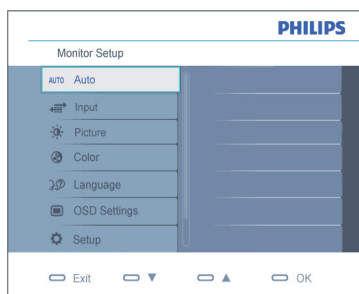 PHILIPS
Monitor Setup
AUTO Auto
Input
Picture
Color
Language
OSD Settings
Setup
Exit ▼ ▲ OK